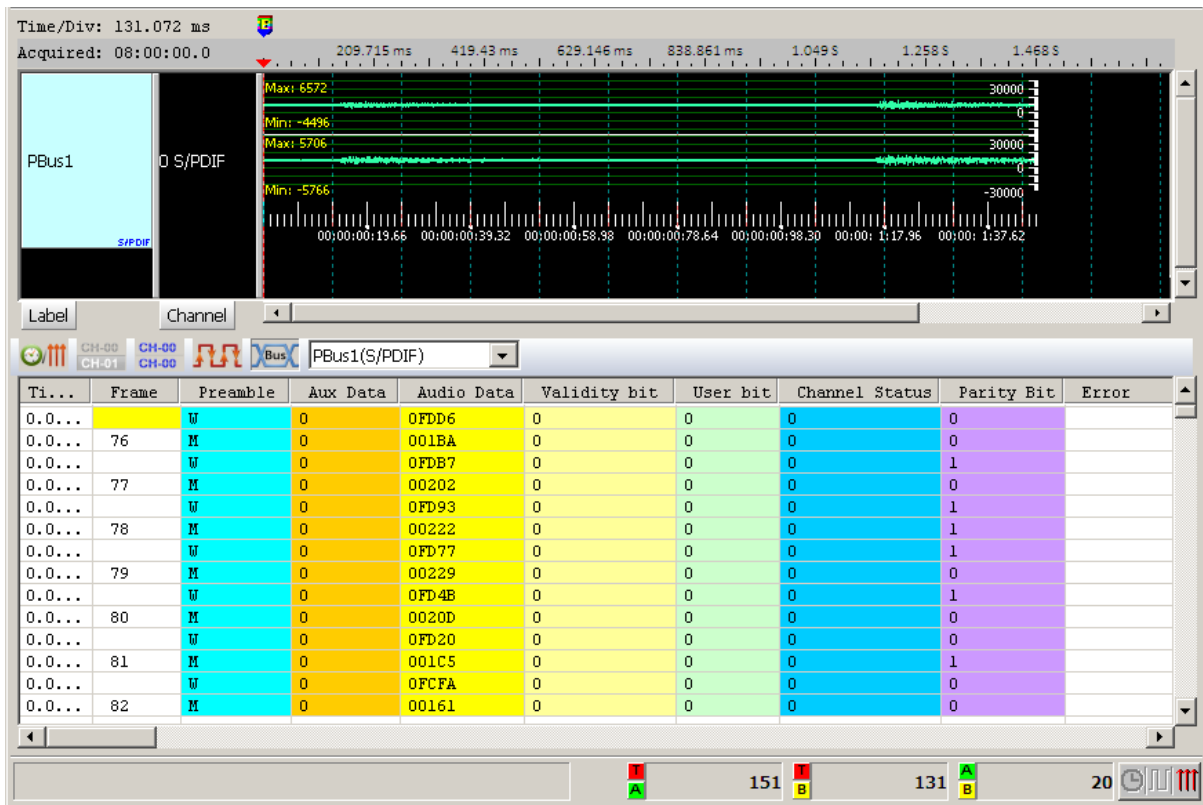 Time/Div: 131.072 ms
Acquired: 08:00:00.0
B
209.715 ms 419.43 ms 629.146 ms 838.861 ms 1.049 S 1.258 S 1.468 S
PBus1
S/PDIF
0 S/PDIF
Max: 6572 30000
0
Min: -4496
Max: 5706 30000
0
Min: -5766 -30000
00:00:00:19.66 00:00:00:39.32 00:00:00:58.98 00:00:00:78.64 00:00:00:98.30 00:00: 1:17.96 00:00: 1:37.62
Label Channel
CH-00 CH-01 CH-00 CH-00 Bus PBus1(S/PDIF)
Ti... Frame Preamble Aux Data Audio Data Validity bit User bit Channel Status Parity Bit Error
0.0... W 0 0FDD6 0 0 0 0
0.0... 76 M 0 001BA 0 0 0 0
0.0... W 0 0FDB7 0 0 0 1
0.0... 77 M 0 00202 0 0 0 0
0.0... W 0 0FD93 0 0 0 1
0.0... 78 M 0 00222 0 0 0 1
0.0... W 0 0FD77 0 0 0 1
0.0... 79 M 0 00229 0 0 0 0
0.0... W 0 0FD4B 0 0 0 1
0.0... 80 M 0 0020D 0 0 0 0
0.0... W 0 0FD20 0 0 0 0
0.0... 81 M 0 001C5 0 0 0 1
0.0... W 0 0FCFA 0 0 0 0
0.0... 82 M 0 00161 0 0 0 0
T A 151 T B 131 A B 20